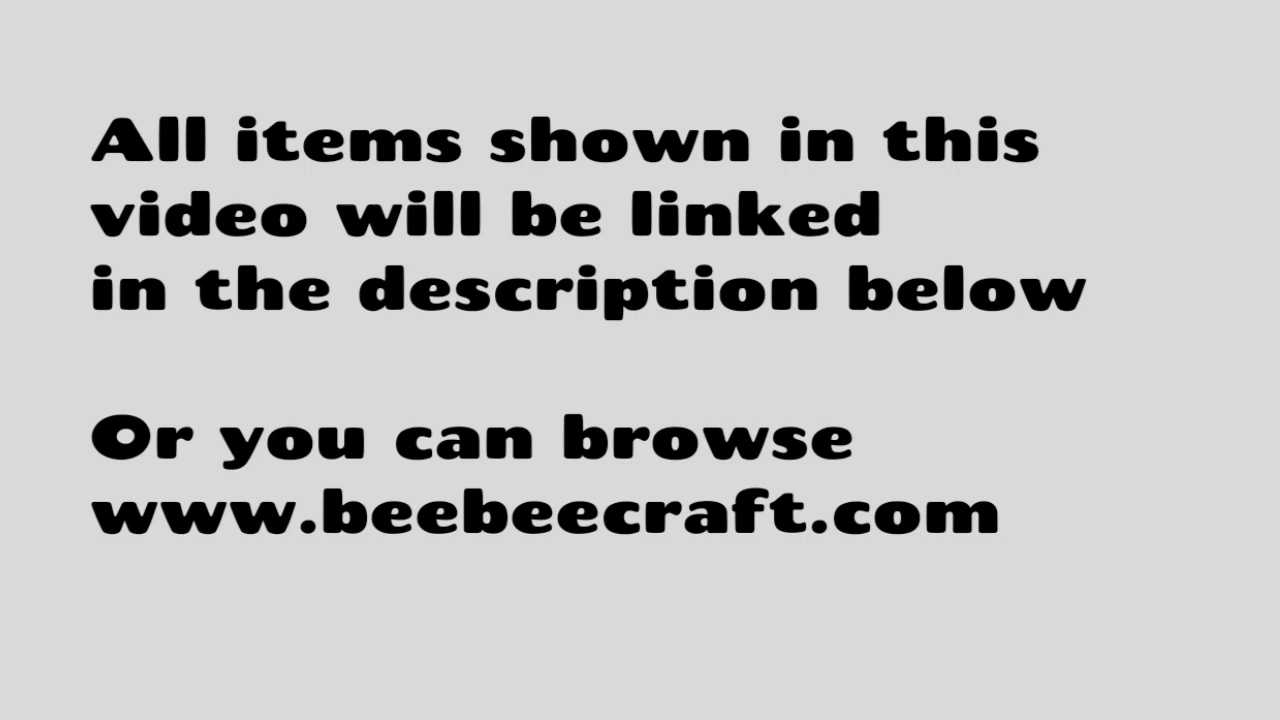 All items shown in this
video will be linked
in the description below
Or you can browse
www.beebeecraft.com